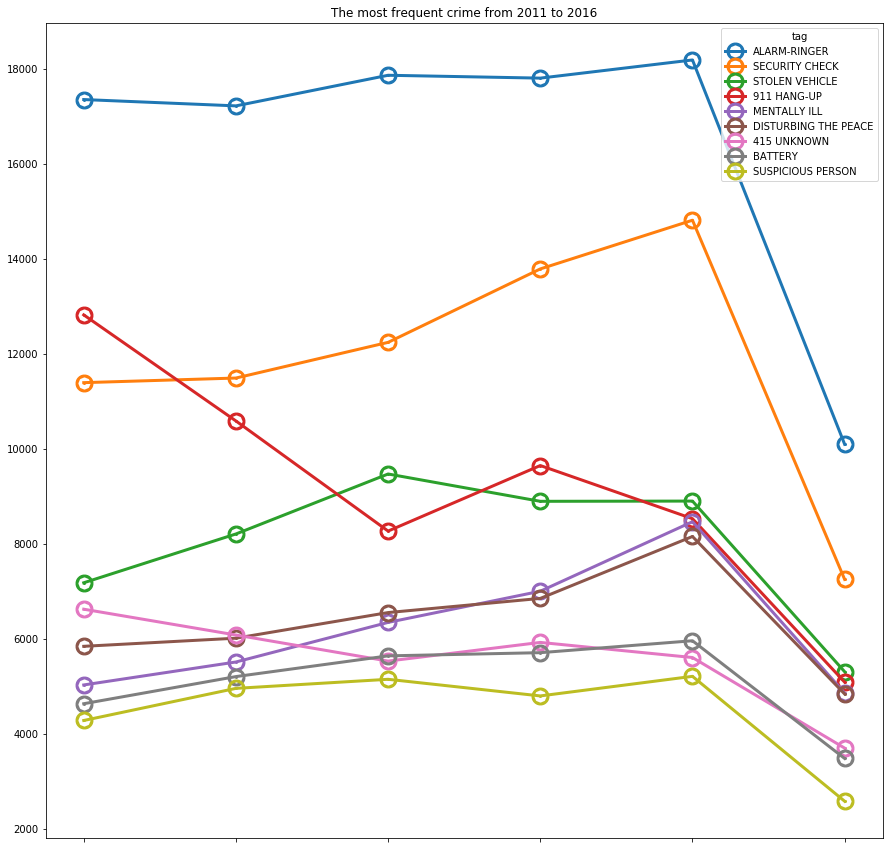 The most frequent crime from 2011 to 2016
tag
ALARM-RINGER
SECURITY CHECK
STOLEN VEHICLE
911 HANG-UP
MENTALLY ILL
DISTURBING THE PEACE
415 UNKNOWN
BATTERY
SUSPICIOUS PERSON
18000
16000
14000
12000
10000
8000
6000
4000
2000